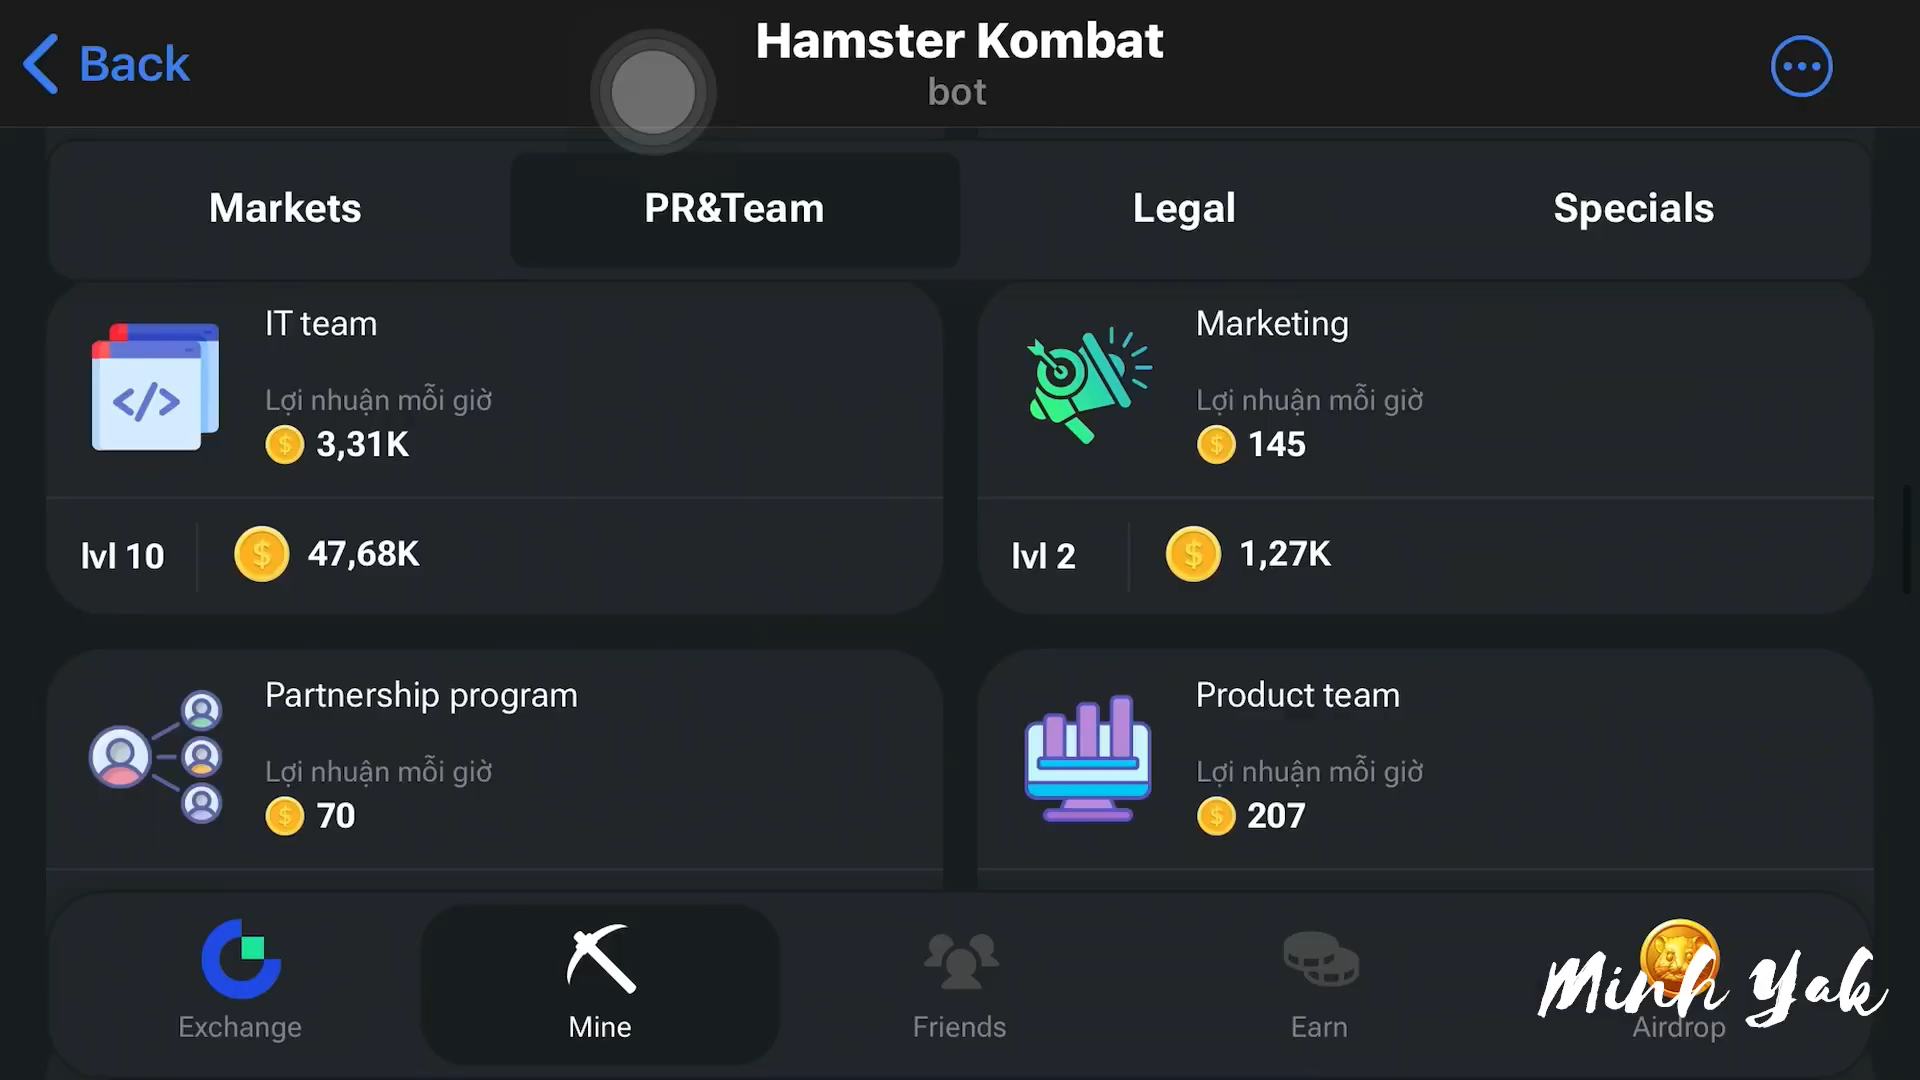 Back
Hamster Kombat
bot
Markets
PR&Team
Legal
Specials
IT team
Lợi nhuận mỗi giờ
3,31K
lvl 10
47,68K
Marketing
Lợi nhuận mỗi giờ
145
lvl 2
1,27K
Partnership program
Lợi nhuận mỗi giờ
70
Product team
Lợi nhuận mỗi giờ
207
Exchange
Mine
Friends
Earn
Airdrop
Minh Yak